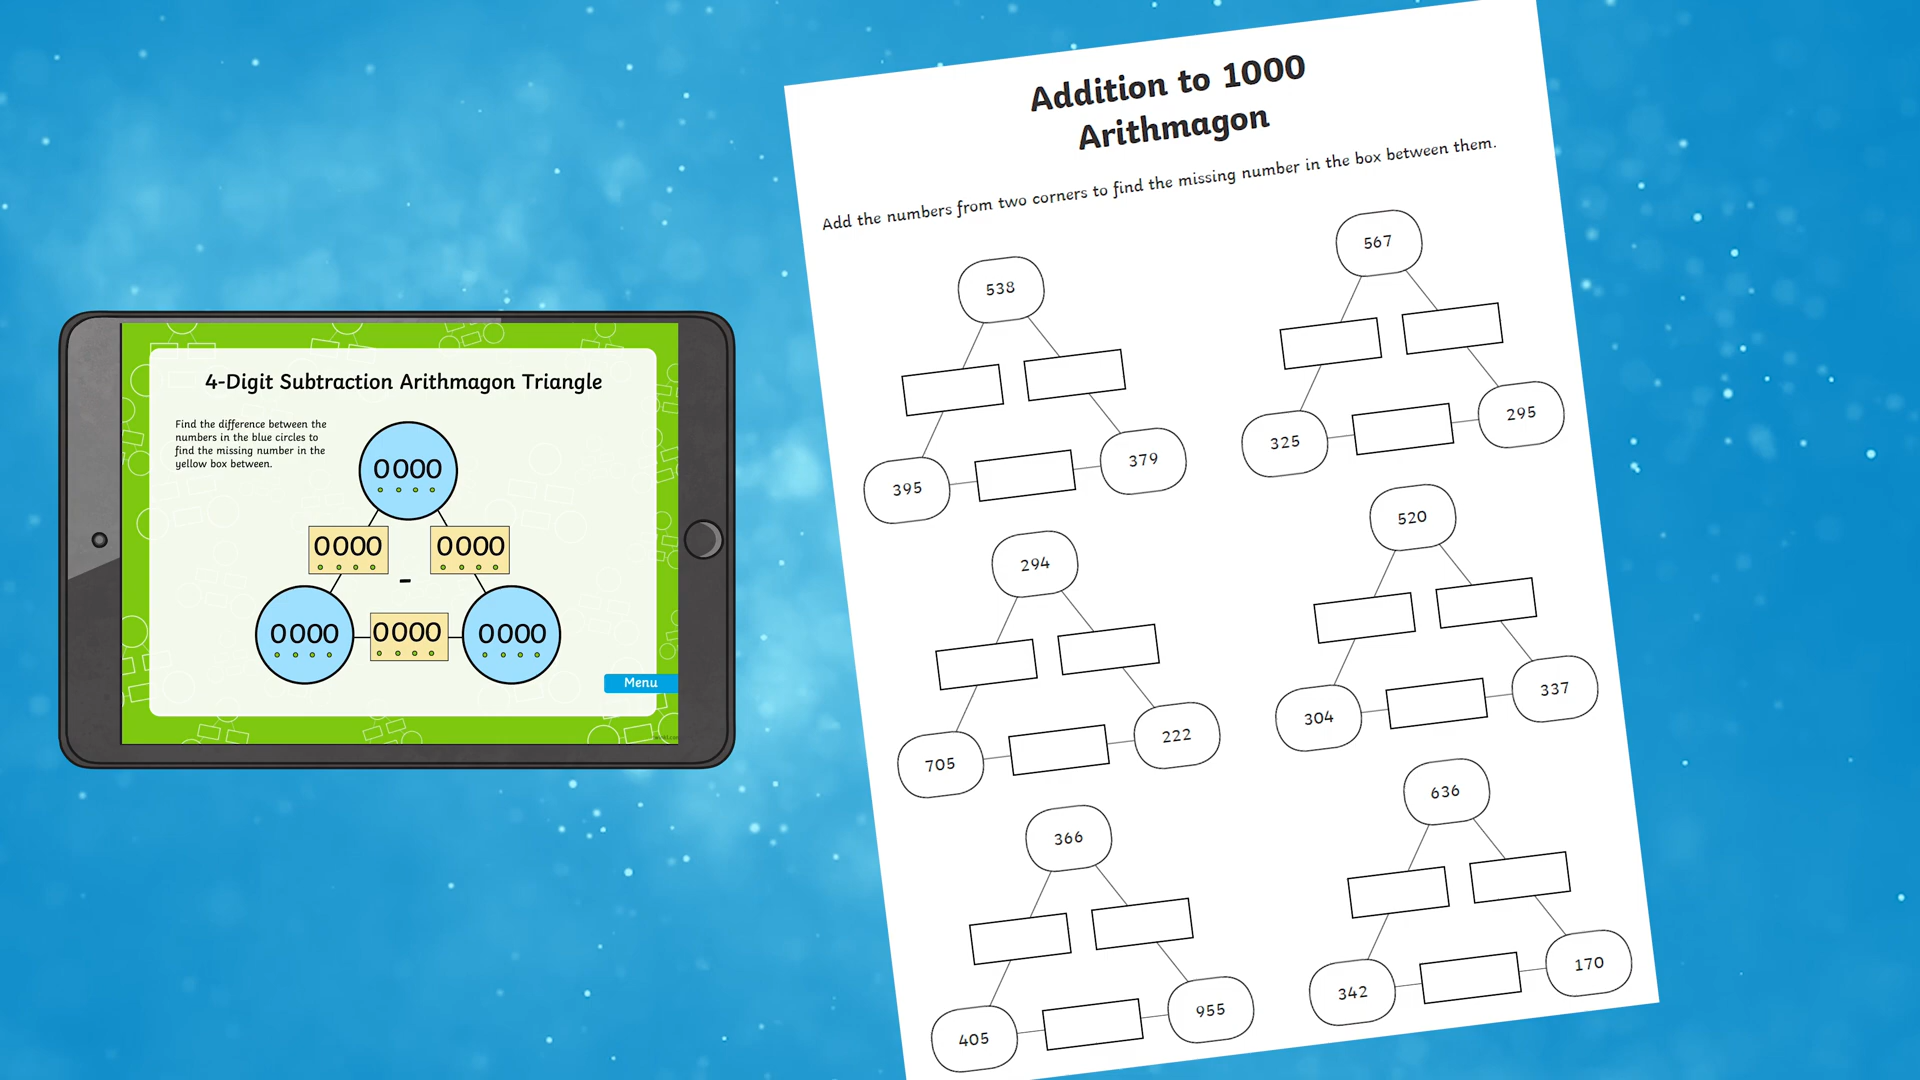 4-Digit Subtraction Arithmagon Triangle
Find the difference between the
numbers in the blue circles to
find the missing number in the
yellow box between.
0000
0000 0000
-
0000 0000 0000
Menu
Addition to 1000
Arithmagon
Add the numbers from two corners to find the missing number in the box between them.
538
395
379
567
325
295
294
705
222
520
304
337
366
405
955
636
342
170